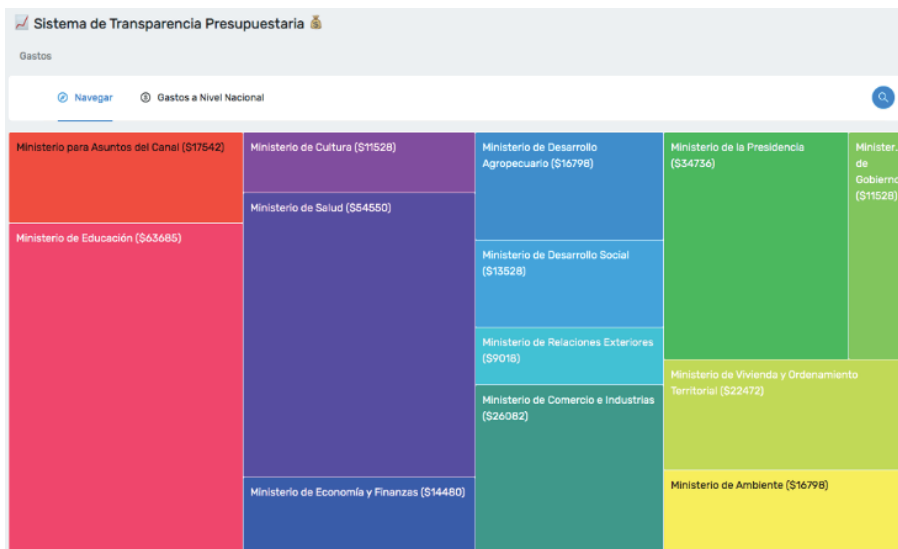 Sistema de Transparencia Presupuestaria
Gastos
Navegar
Gastos a Nivel Nacional
Ministerio para Asuntos del Canal ($17542)
Ministerio de Educación ($63685)
Ministerio de Cultura ($11528)
Ministerio de Salud ($54550)
Ministerio de Economía y Finanzas ($14480)
Ministerio de Desarrollo
Agropecuario ($16798)
Ministerio de Desarrollo Social
($13528)
Ministerio de Relaciones Exteriores
($9018)
Ministerio de Comercio e Industrias
($26082)
Ministerio de la Presidencia
($34736)
Minister..
de
Gobierno
($11528)
Ministerio de Vivienda y Ordenamiento
Territorial ($22472)
Ministerio de Ambiente ($16798)